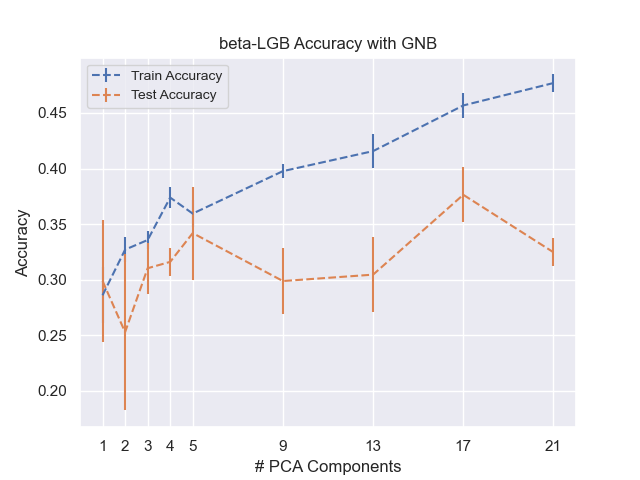 beta-LGB Accuracy with GNB
Train Accuracy
Test Accuracy
0.45
0.40
0.35
0.30
0.25
0.20
Accuracy
1 2 3 4 5 9 13 17 21
# PCA Components